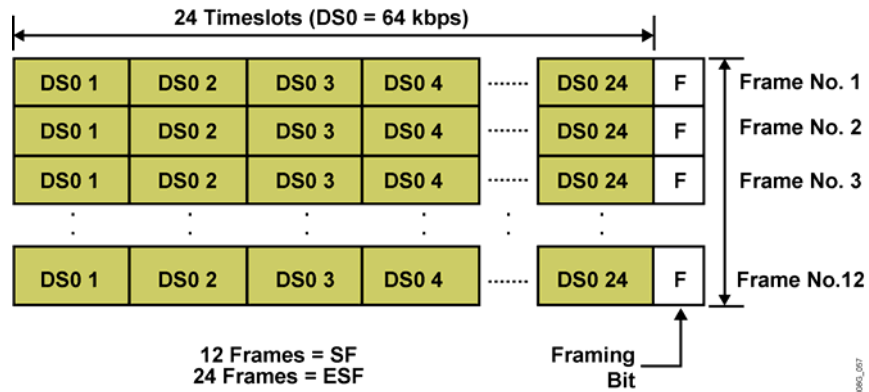 24 Timeslots (DS0 = 64 kbps)
DS0 1 DS0 2 DS0 3 DS0 4 ....... DS0 24 F Frame No. 1
DS0 1 DS0 2 DS0 3 DS0 4 ....... DS0 24 F Frame No. 2
DS0 1 DS0 2 DS0 3 DS0 4 ....... DS0 24 F Frame No. 3
DS0 1 DS0 2 DS0 3 DS0 4 ....... DS0 24 F Frame No.12
12 Frames = SF
24 Frames = ESF
Framing
Bit